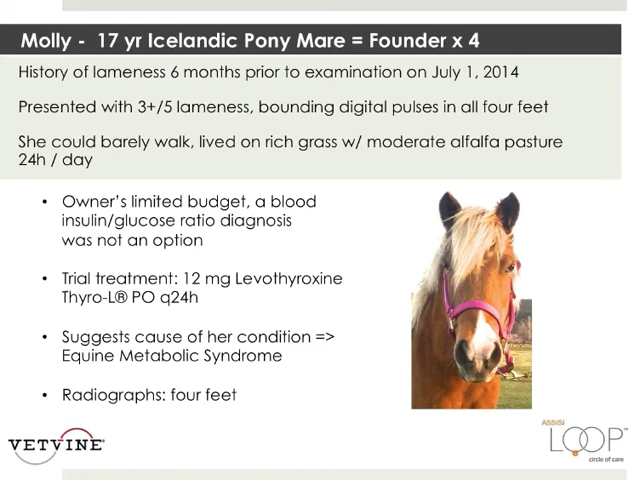 Molly - 17 yr Icelandic Pony Mare = Founder x 4
History of lameness 6 months prior to examination on July 1, 2014
Presented with 3+/5 lameness, bounding digital pulses in all four feet
She could barely walk, lived on rich grass w/ moderate alfalfa pasture
24h / day
• Owner's limited budget, a blood
insulin/glucose ratio diagnosis
was not an option
• Trial treatment: 12 mg Levothyroxine
Thyro-L® PO q24h
• Suggests cause of her condition =>
Equine Metabolic Syndrome
• Radiographs: four feet
VETVINE®
ASSISI
LOOP™
circle of care